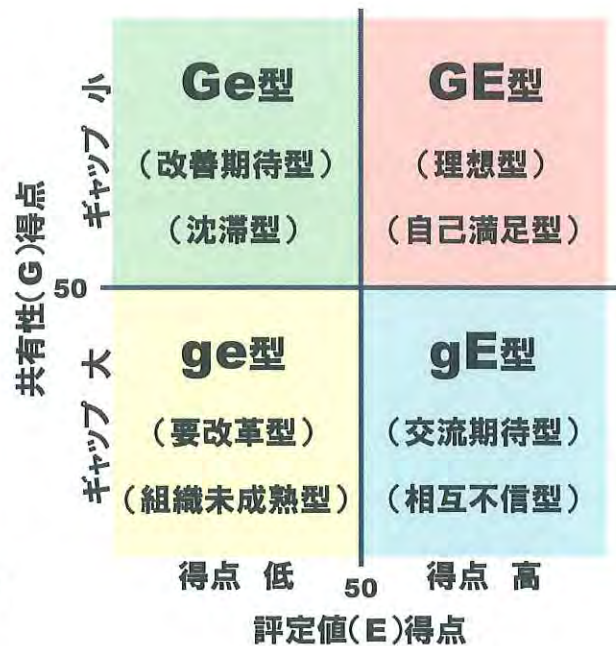 共有性(G)得点
ギャップ 小
ギャップ 大
50
Ge型
(改善期待型)
(沈滞型)
GE型
(理想型)
(自己満足型)
ge型
(要改革型)
(組織未成熟型)
gE型
(交流期待型)
(相互不信型)
得点 低
50
得点 高
評定値(E)得点